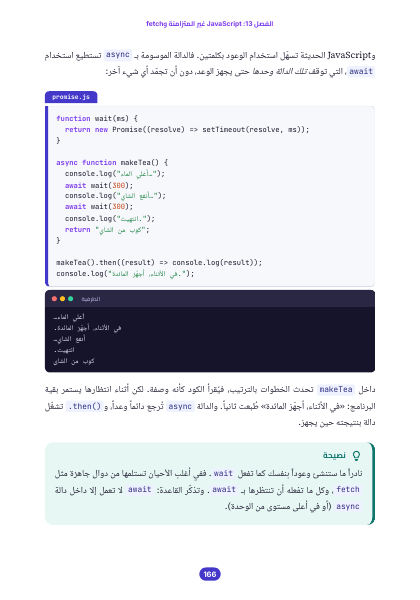 الفصل 13: JavaScript غير المتزامنة وfetch
وJavaScript الحديثة تسهّل استخدام الوعود بكلمتين. فالدالة الموسومة بـ async تستطيع استخدام
await، التي توقف تلك الدالة وحدها حتى يجهز الوعد، دون أن تجمّد أي شيء آخر:
promise.js
function wait(ms) {
  return new Promise((resolve) => setTimeout(resolve, ms));
}
async function makeTea() {
  console.log("أغلي الماء…");
  await wait(300);
  console.log("أنقع الشاي…");
  await wait(300);
  console.log("انتهيت.");
  return "كوب من الشاي";
}
makeTea().then((result) => console.log(result));
console.log("في الأثناء، أجهّز المائدة.");
الطرفية
أغلي الماء…
في الأثناء، أجهّز المائدة.
أنقع الشاي…
انتهيت.
كوب من الشاي
داخل makeTea تحدث الخطوات بالترتيب، فيُقرأ الكود كأنه وصفة. لكن أثناء انتظارها يستمر بقية
البرنامج: «في الأثناء، أجهّز المائدة» طُبعت ثانياً. والدالة async تُرجع دائماً وعداً، و .then() تشغّل
دالة بنتيجته حين يجهز.
نصيحة
نادراً ما ستنشئ وعوداً بنفسك كما تفعل wait. ففي أغلب الأحيان تستلمها من دوال جاهزة مثل
fetch، وكل ما تفعله أن تنتظرها بـ await. وتذكّر القاعدة: await لا تعمل إلا داخل دالة
async (أو في أعلى مستوى من الوحدة).
166